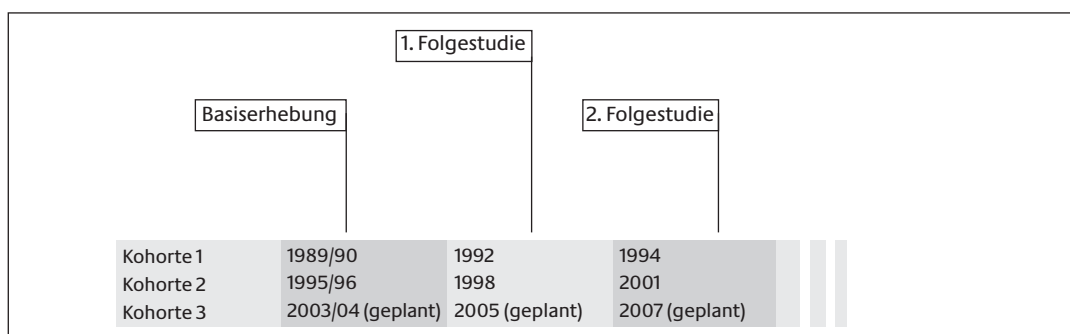 1. Folgestudie
Basiserhebung
2. Folgestudie
Kohorte 1 1989/90 1992 1994
Kohorte 2 1995/96 1998 2001
Kohorte 3 2003/04 (geplant) 2005 (geplant) 2007 (geplant)